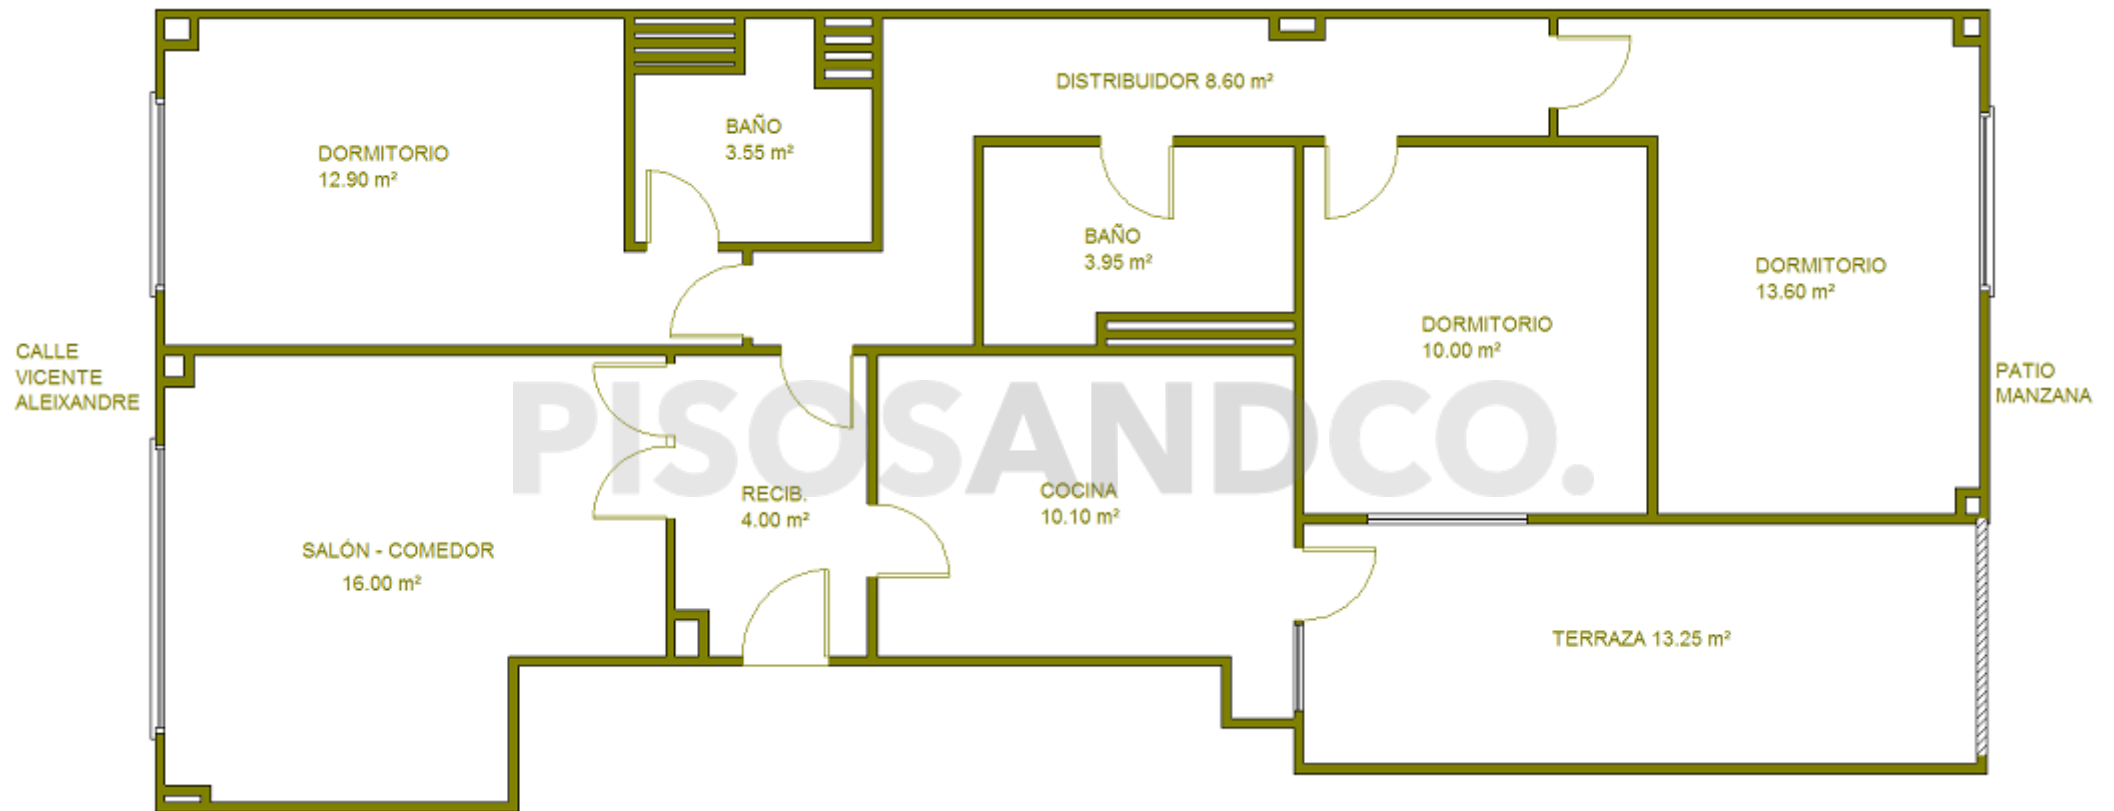 DISTRIBUIDOR 8.60 m²
BAÑO
3.55 m²
DORMITORIO
12.90 m²
BAÑO
3.95 m²
DORMITORIO
13.60 m²
DORMITORIO
10.00 m²
CALLE
VICENTE
ALEIXANDRE
PATIO
MANZANA
PISOSANDCO.
RECIB.
4.00 m²
COCINA
10.10 m²
SALÓN - COMEDOR
16.00 m²
TERRAZA 13.25 m²